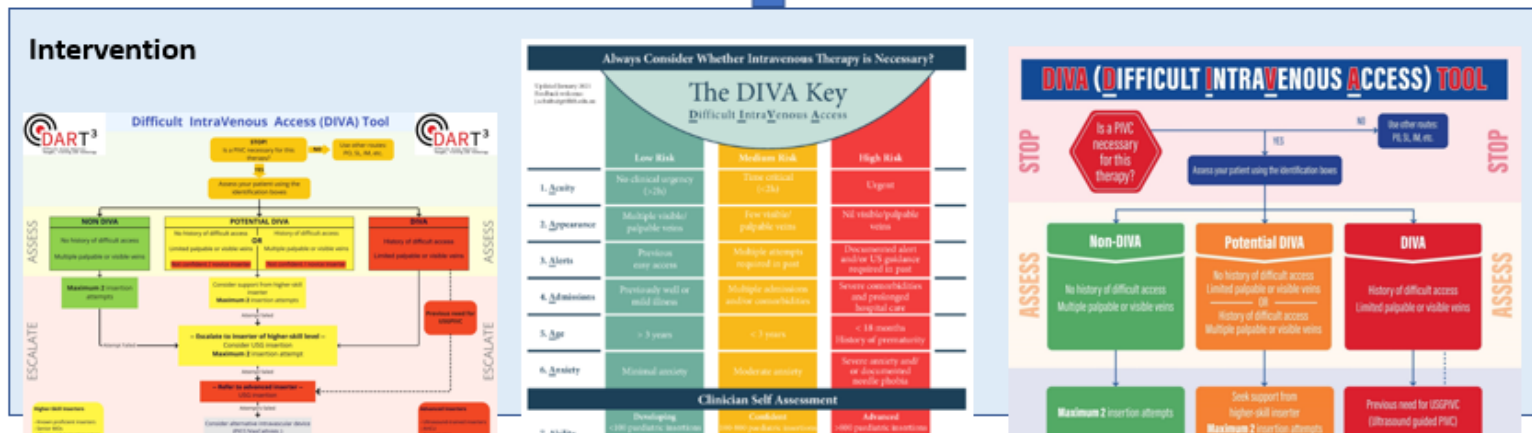 Intervention
DART3
Difficult IntraVenous Access (DIVA) Tool
STOP!
Is a PIVC necessary for this
therapy?
NO
Use other routes:
PO, SL, IM, etc.
YES
Assess your patient using the
identification boxes
ASSESS
NON DIVA
No history of difficult access
Multiple palpable or visible veins
POTENTIAL DIVA
No history of difficult access
Limited palpable or visible veins
OR
History of difficult access
Multiple palpable or visible veins
DIVA
History of difficult access
Limited palpable or visible veins
ASSESS
Maximum 2 insertion
attempts
Consider support from higher skill
inserter
Maximum 2 insertion attempts
Previous need for
USGPIVC
ESCALATE
Attempt Failed
-- Escalate to inserter of higher-skill level --
Consider USG insertion
Maximum 2 insertion attempt
Attempt Failed
-- Refer to advanced inserter --
USG insertion
Attempts Failed
Consider alternative intravascular device
ESCALATE
Higher Skill Inserters
Advanced Inserters
Always Consider Whether Intravenous Therapy is Necessary?
Updated January 2021
The DIVA Key
Difficult IntraVenous Access
Low Risk
Medium Risk
High Risk
1. Acuity
No clinical urgency
(>2h)
Time critical
(<2h)
Urgent
2. Appearance
Multiple visible/
palpable veins
Few visible/
palpable veins
Nil visible/palpable
veins
3. Alerts
Previous
easy access
Multiple attempts
required in past
Documented alert
and/or US guidance
required in past
4. Admissions
Previously well or
mild illness
Multiple admissions
and/or comorbidities
Severe comorbidities
and prolonged
hospital care
5. Age
> 3 years
< 3 years
< 18 months
History of prematurity
6. Anxiety
Minimal anxiety
Moderate anxiety
Severe anxiety and/
or documented
needle phobia
Clinician Self Assessment
Developing
Confident
Advanced
DIVA (DIFFICULT INTRAVENOUS ACCESS) TOOL
STOP
Is a PIVC
necessary
for this
therapy?
NO
Use other routes:
PO, SL, IM, etc.
YES
Assess your patient using the identification boxes
STOP
ASSESS
Non-DIVA
No history of difficult access
Multiple palpable or visible veins
Potential DIVA
No history of difficult access
Limited palpable or visible veins
OR
History of difficult access
Multiple palpable or visible veins
DIVA
History of difficult access
Limited palpable or visible veins
ASSESS
Maximum 2 insertion attempts
Seek support from
higher-skill inserter
Maximum 2 insertion attempts
Previous need for USGPIVC
(Ultrasound guided PIVC)